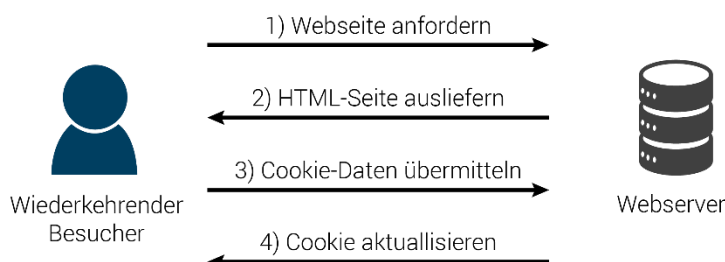 1) Webseite anfordern
2) HTML-Seite ausliefern
3) Cookie-Daten übermitteln
Wiederkehrender
Besucher
Webserver
4) Cookie aktuallisieren